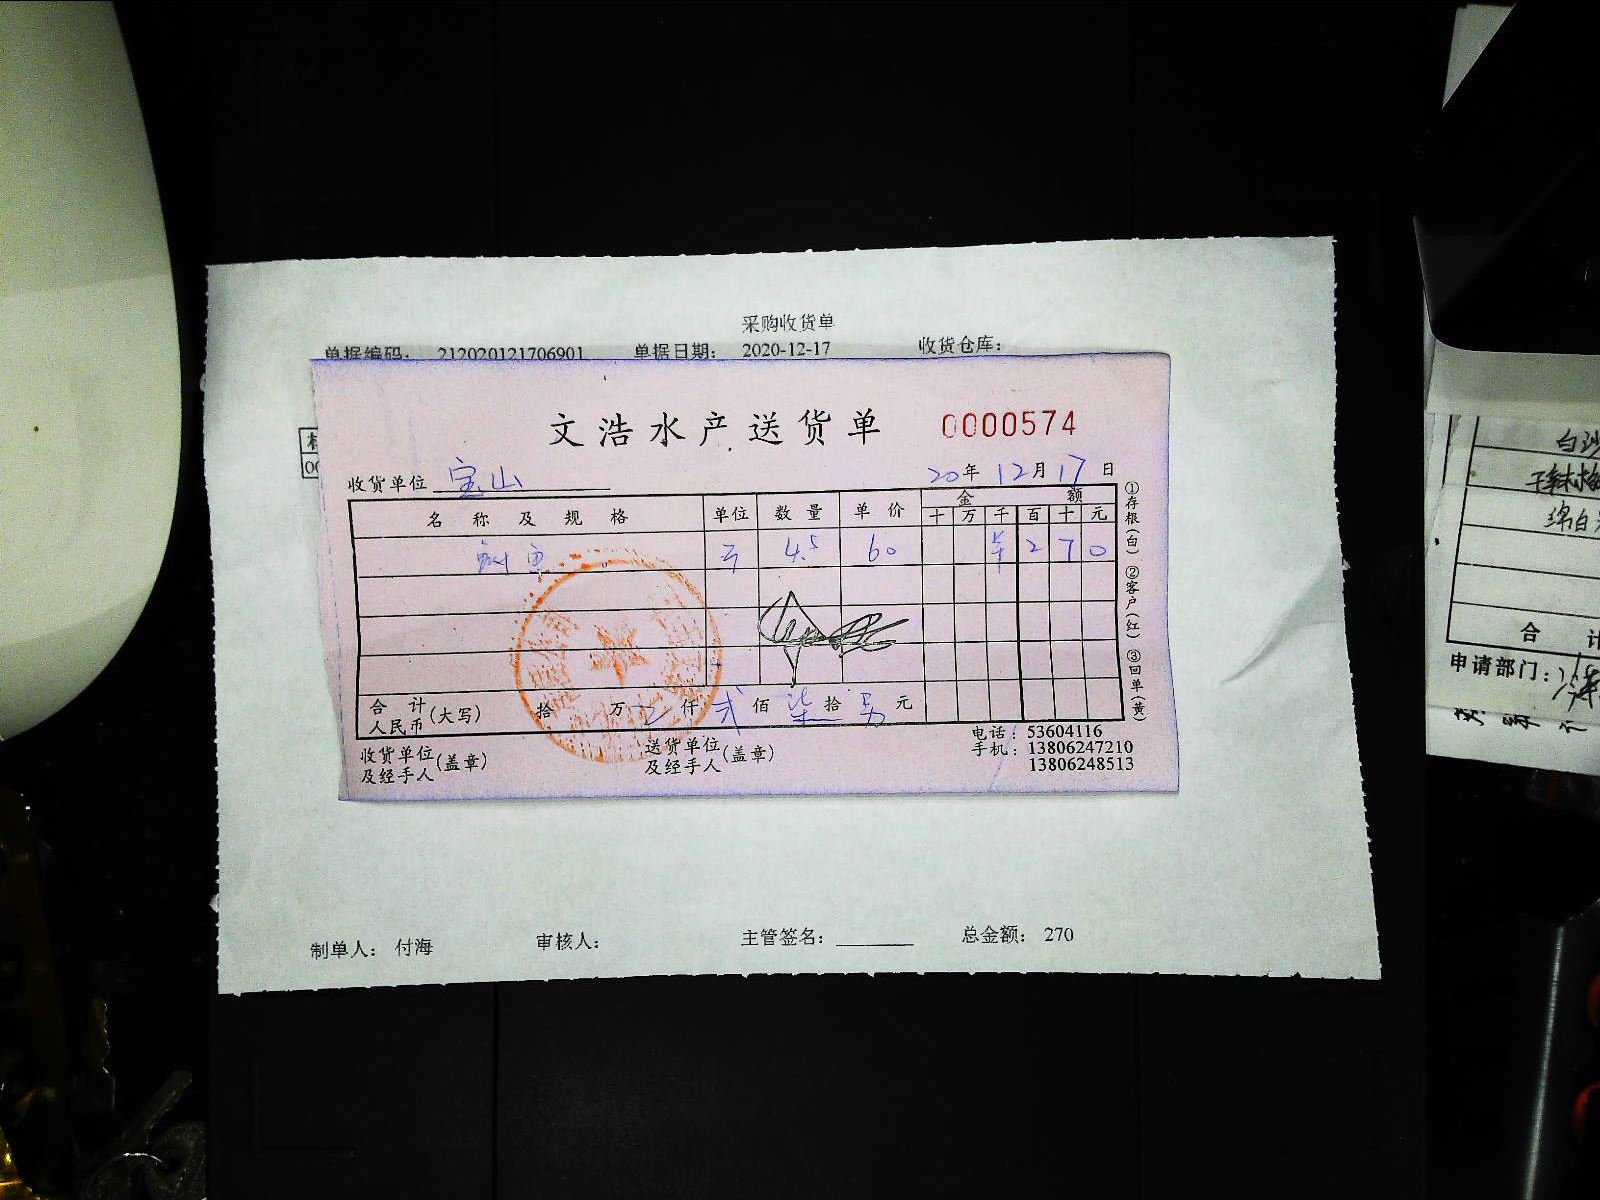 采购收货单
单据编码： 212020121706901 单据日期： 2020-12-17 收货仓库：
文浩水产送货单 0000574
收货单位 宝山 20年12月17日
名称及规格 单位 数量 单价 金额
十 万 千 百 十 元
鱼 斤 4.5 60 2 7 0
合计人民币(大写) 拾 万 仟 贰 佰 柒 拾 另 元
①存根(白) ②客户(红) ③回单(黄)
收货单位及经手人(盖章) 送货单位及经手人(盖章)
电话：53604116
手机：13806247210
13806248513
制单人： 付海 审核人： 主管签名： 总金额： 270
白沙
绵白
合 计
申请部门：